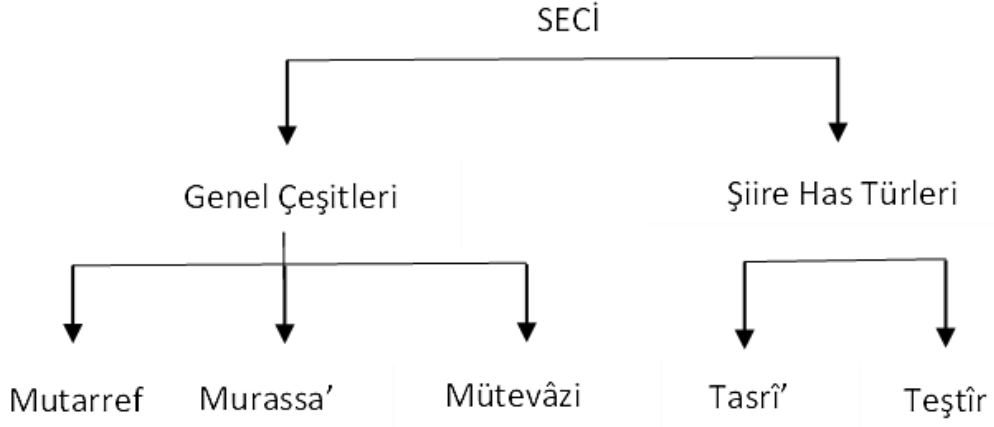 SECİ
Genel Çeşitleri
Şiire Has Türleri
Mutarref
Murassa’
Mütevâzi
Tasrî’
Teştîr